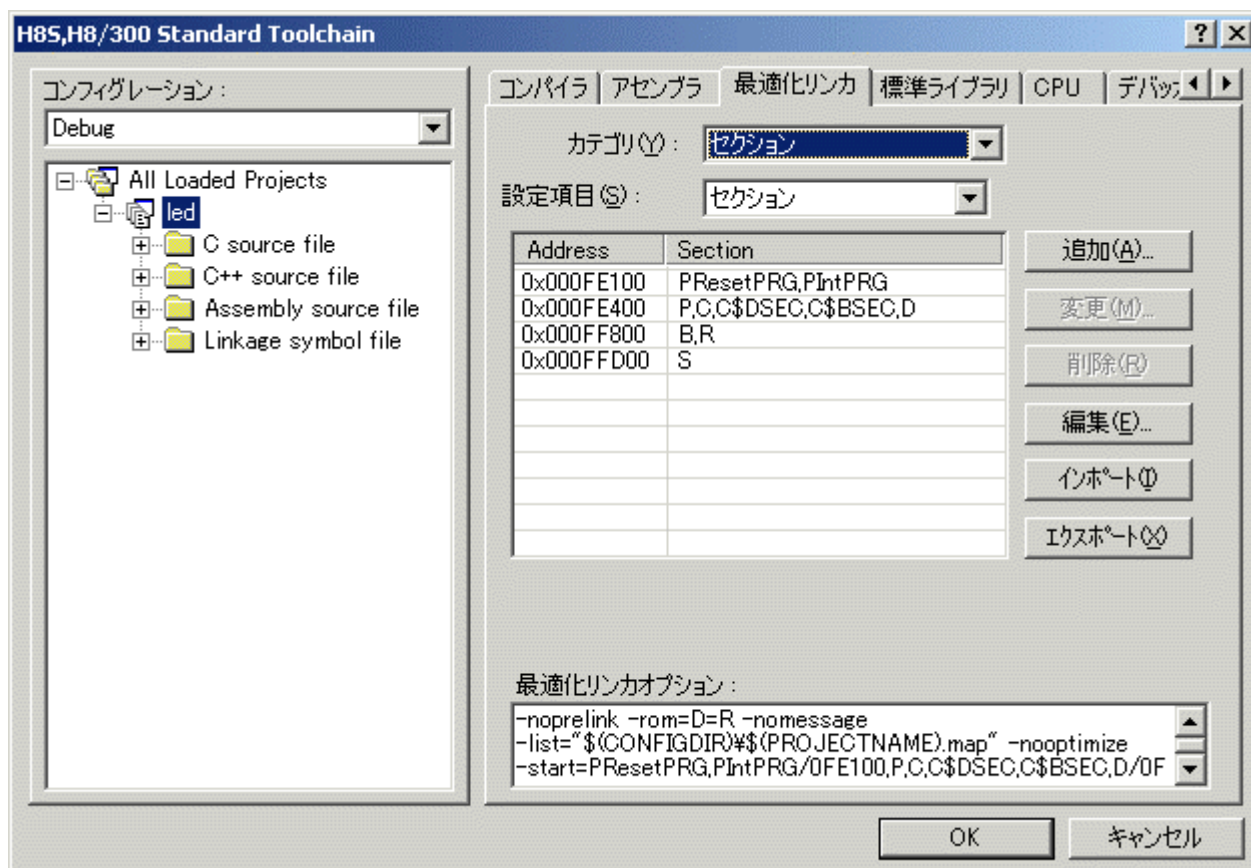 H8S,H8/300 Standard Toolchain
コンフィグレーション :
Debug
All Loaded Projects
led
C source file
C++ source file
Assembly source file
Linkage symbol file
コンパイラ アセンブラ 最適化リンカ 標準ライブラリ CPU デバッガ
カテゴリ(Y) : セクション
設定項目(S) : セクション
Address Section
0x000FE100 PResetPRG,PIntPRG
0x000FE400 P,C,C$DSEC,C$BSEC,D
0x000FF800 B,R
0x000FFD00 S
追加(A)...
変更(M)...
削除(R)
編集(E)...
インポート(I)
エクスポート(X)
最適化リンカオプション :
-noprelink -rom=D=R -nomessage
-list="$(CONFIGDIR)¥$(PROJECTNAME).map" -nooptimize
-start=PResetPRG,PIntPRG/0FE100,P,C,C$DSEC,C$BSEC,D/0F
OK キャンセル